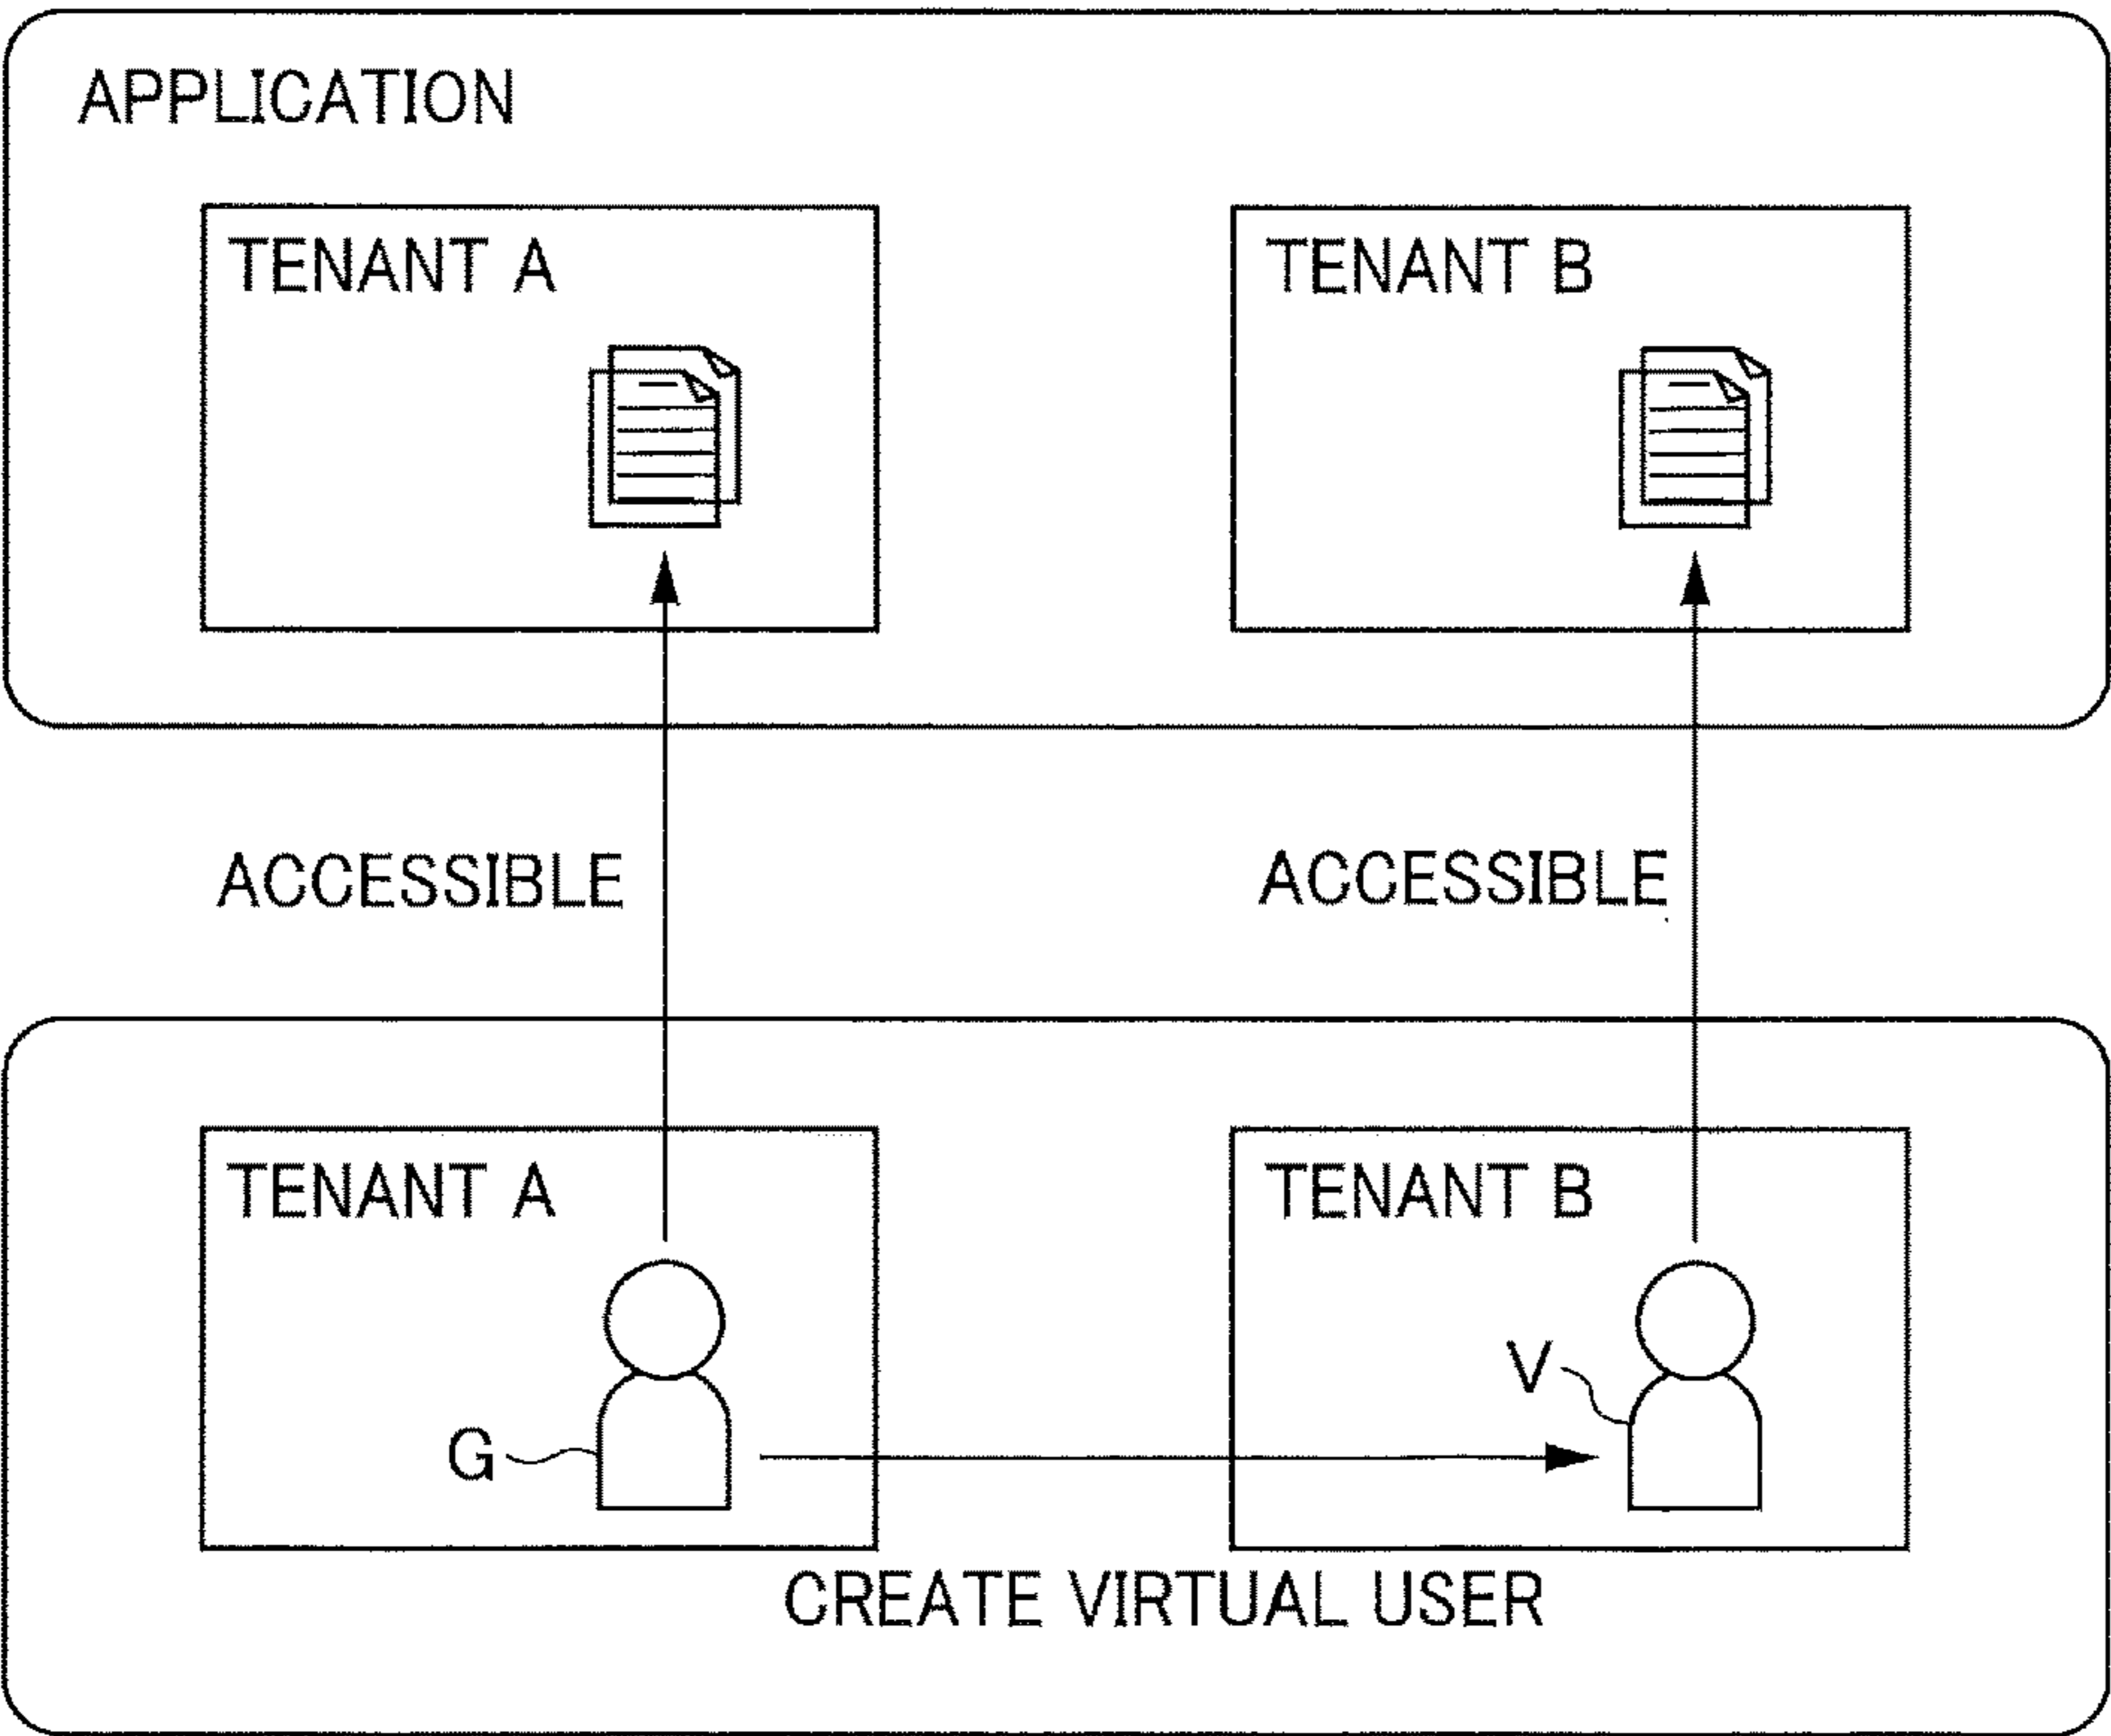 APPLICATION
TENANT A
TENANT B
ACCESSIBLE
ACCESSIBLE
TENANT A
TENANT B
V
G
CREATE VIRTUAL USER